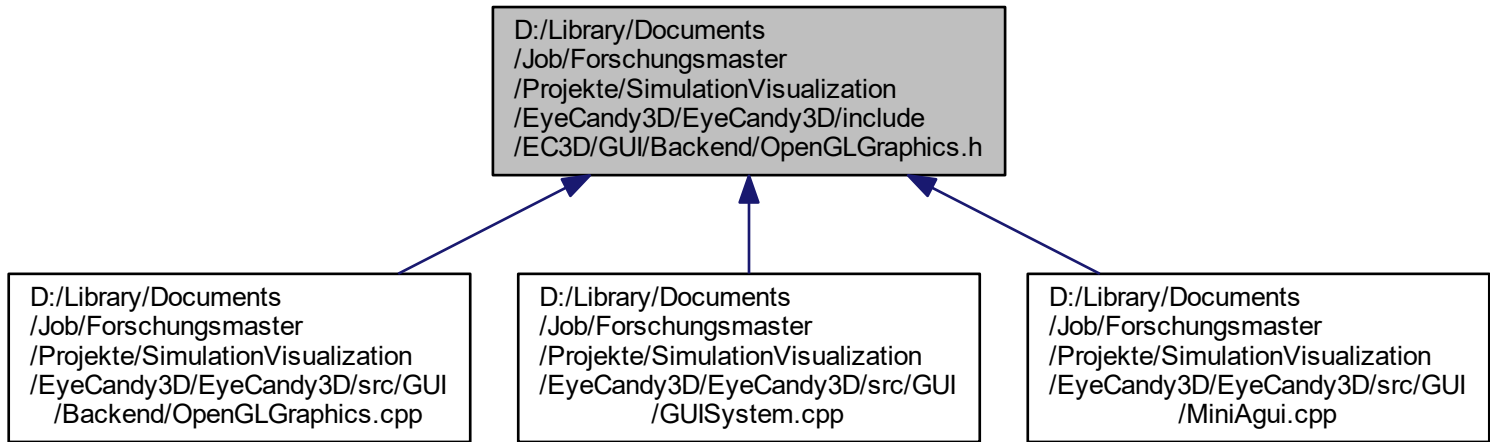 D:/Library/Documents
/Job/Forschungsmaster
/Projekte/SimulationVisualization
/EyeCandy3D/EyeCandy3D/include
/EC3D/GUI/Backend/OpenGLGraphics.h
D:/Library/Documents
/Job/Forschungsmaster
/Projekte/SimulationVisualization
/EyeCandy3D/EyeCandy3D/src/GUI
/Backend/OpenGLGraphics.cpp
D:/Library/Documents
/Job/Forschungsmaster
/Projekte/SimulationVisualization
/EyeCandy3D/EyeCandy3D/src/GUI
/GUISystem.cpp
D:/Library/Documents
/Job/Forschungsmaster
/Projekte/SimulationVisualization
/EyeCandy3D/EyeCandy3D/src/GUI
/MiniAgui.cpp